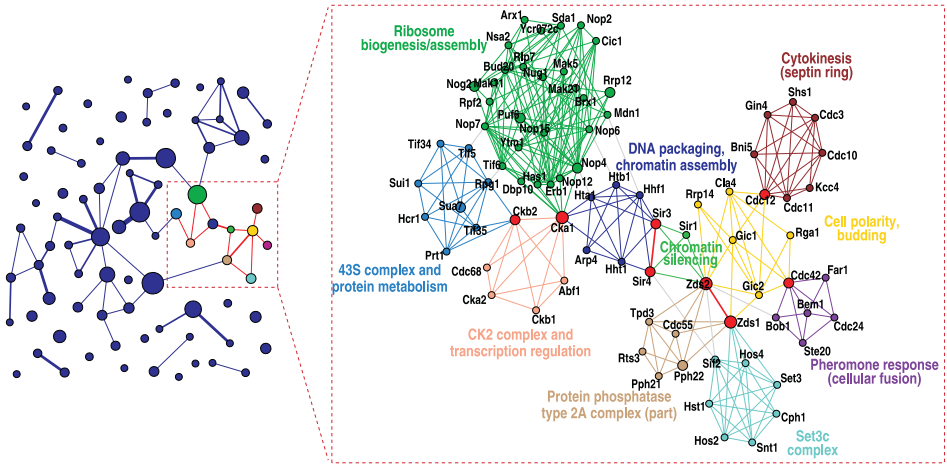 Arx1
Sda1
Nop2
Ycr072c
Nsa2
Cic1
Ribosome
biogenesis/assembly
Rlp7
Mak5
Bud20
Nug1
Nog2
Mak11
Mak21
Rrp12
Rpf2
Brx1
Mdn1
Puf6
Nop7
Nop15
Nop6
Ytm1
Tif34
Tif5
Tif6
Nop4
Has1
Nop12
Dbp10
Erb1
Sui1
Rpg1
Sua7
Hcr1
Tif35
Prt1
43S complex and
protein metabolism
Ckb2
Cka1
Cdc68
Cka2
Abf1
Ckb1
CK2 complex and
transcription regulation
DNA packaging,
chromatin assembly
Htb1
Hta1
Hhf1
Sir3
Sir1
Arp4
Hht1
Sir4
Chromatin
silencing
Cytokinesis
(septin ring)
Shs1
Gin4
Cdc3
Bni5
Cdc10
Kcc4
Cdc12
Cdc11
Cla4
Rrp14
Cell polarity,
budding
Gic1
Rga1
Zds2
Gic2
Cdc42
Far1
Bem1
Bob1
Cdc24
Ste20
Pheromone response
(cellular fusion)
Zds1
Tpd3
Cdc55
Rts3
Pph21
Pph22
Protein phosphatase
type 2A complex (part)
Sif2
Hos4
Set3
Hst1
Cph1
Hos2
Snt1
Set3c
complex